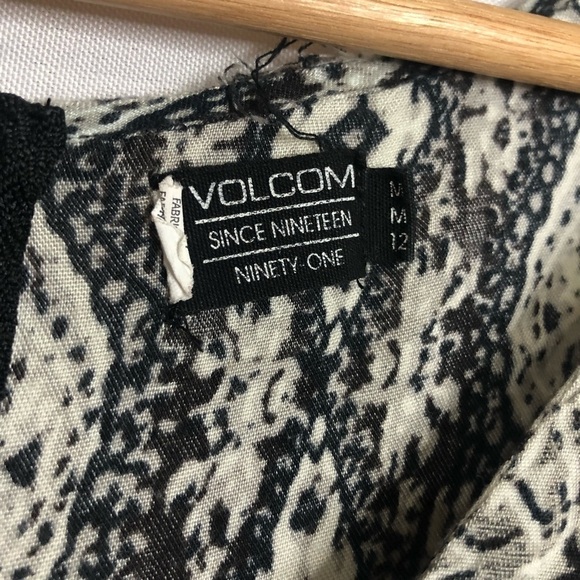 VOLCOM
SINCE NINETEEN
NINETY-ONE
M
M
12